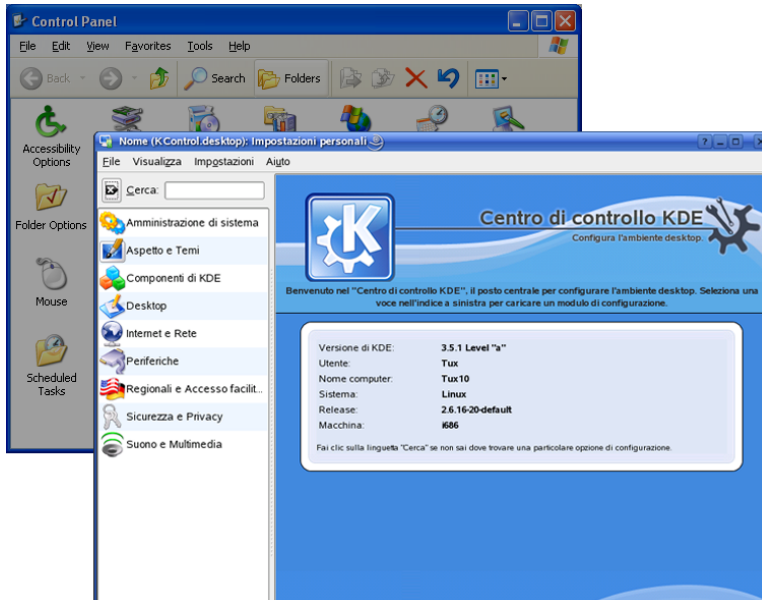 Control Panel
File Edit View Favorites Tools Help
Back Search Folders
Accessibility
Options
Folder Options
Mouse
Scheduled
Tasks
Nome (KControl.desktop): Impostazioni personali
File Visualizza Impostazioni Aiuto
Cerca:
Amministrazione di sistema
Aspetto e Temi
Componenti di KDE
Desktop
Internet e Rete
Periferiche
Regionali e Accesso facilit...
Sicurezza e Privacy
Suono e Multimedia
Centro di controllo KDE
Configura l'ambiente desktop.
Benvenuto nel "Centro di controllo KDE", il posto centrale per configurare l'ambiente desktop. Seleziona una
voce nell'indice a sinistra per caricare un modulo di configurazione.
Versione di KDE: 3.5.1 Level "a"
Utente: Tux
Nome computer: Tux10
Sistema: Linux
Release: 2.6.16-20-default
Macchina: i686
Fai clic sulla linguetta "Cerca" se non sai dove trovare una particolare opzione di configurazione.